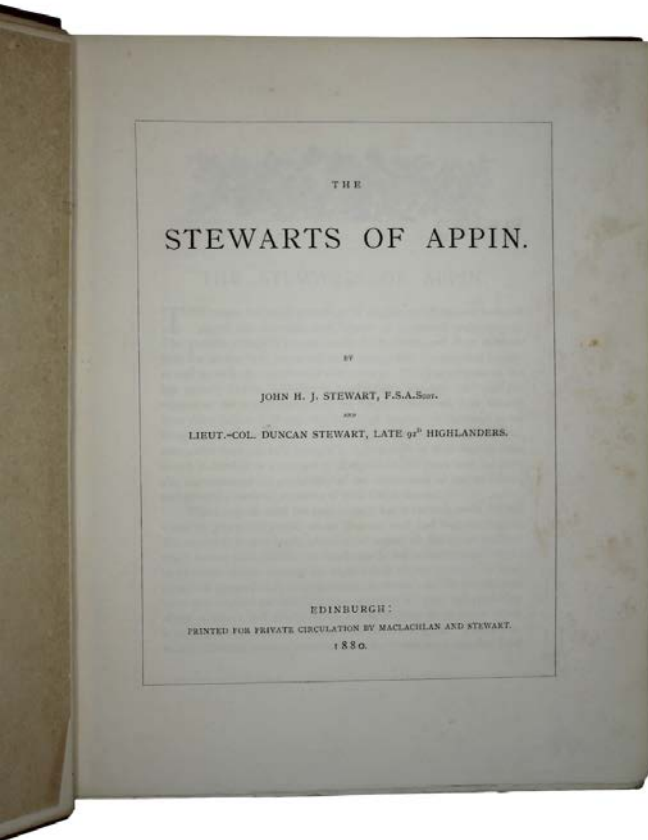 THE
STEWARTS OF APPIN.
BY
JOHN H. J. STEWART, F.S.A.Scot.
AND
LIEUT.-COL. DUNCAN STEWART, LATE 92D HIGHLANDERS.
EDINBURGH:
PRINTED FOR PRIVATE CIRCULATION BY MACLACHLAN AND STEWART.
1880.